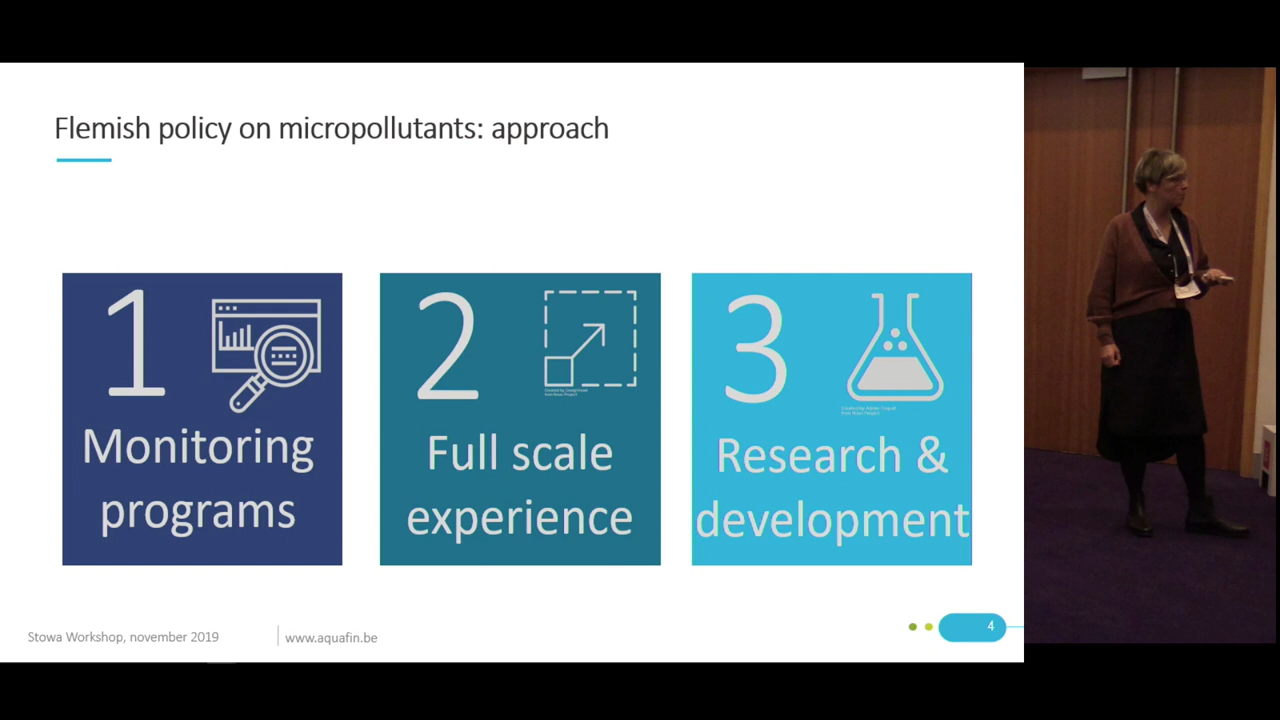 Flemish policy on micropollutants: approach
1
Monitoring
programs
2
Full scale
experience
3
Research &
development
Stowa Workshop, november 2019
www.aquafin.be
4